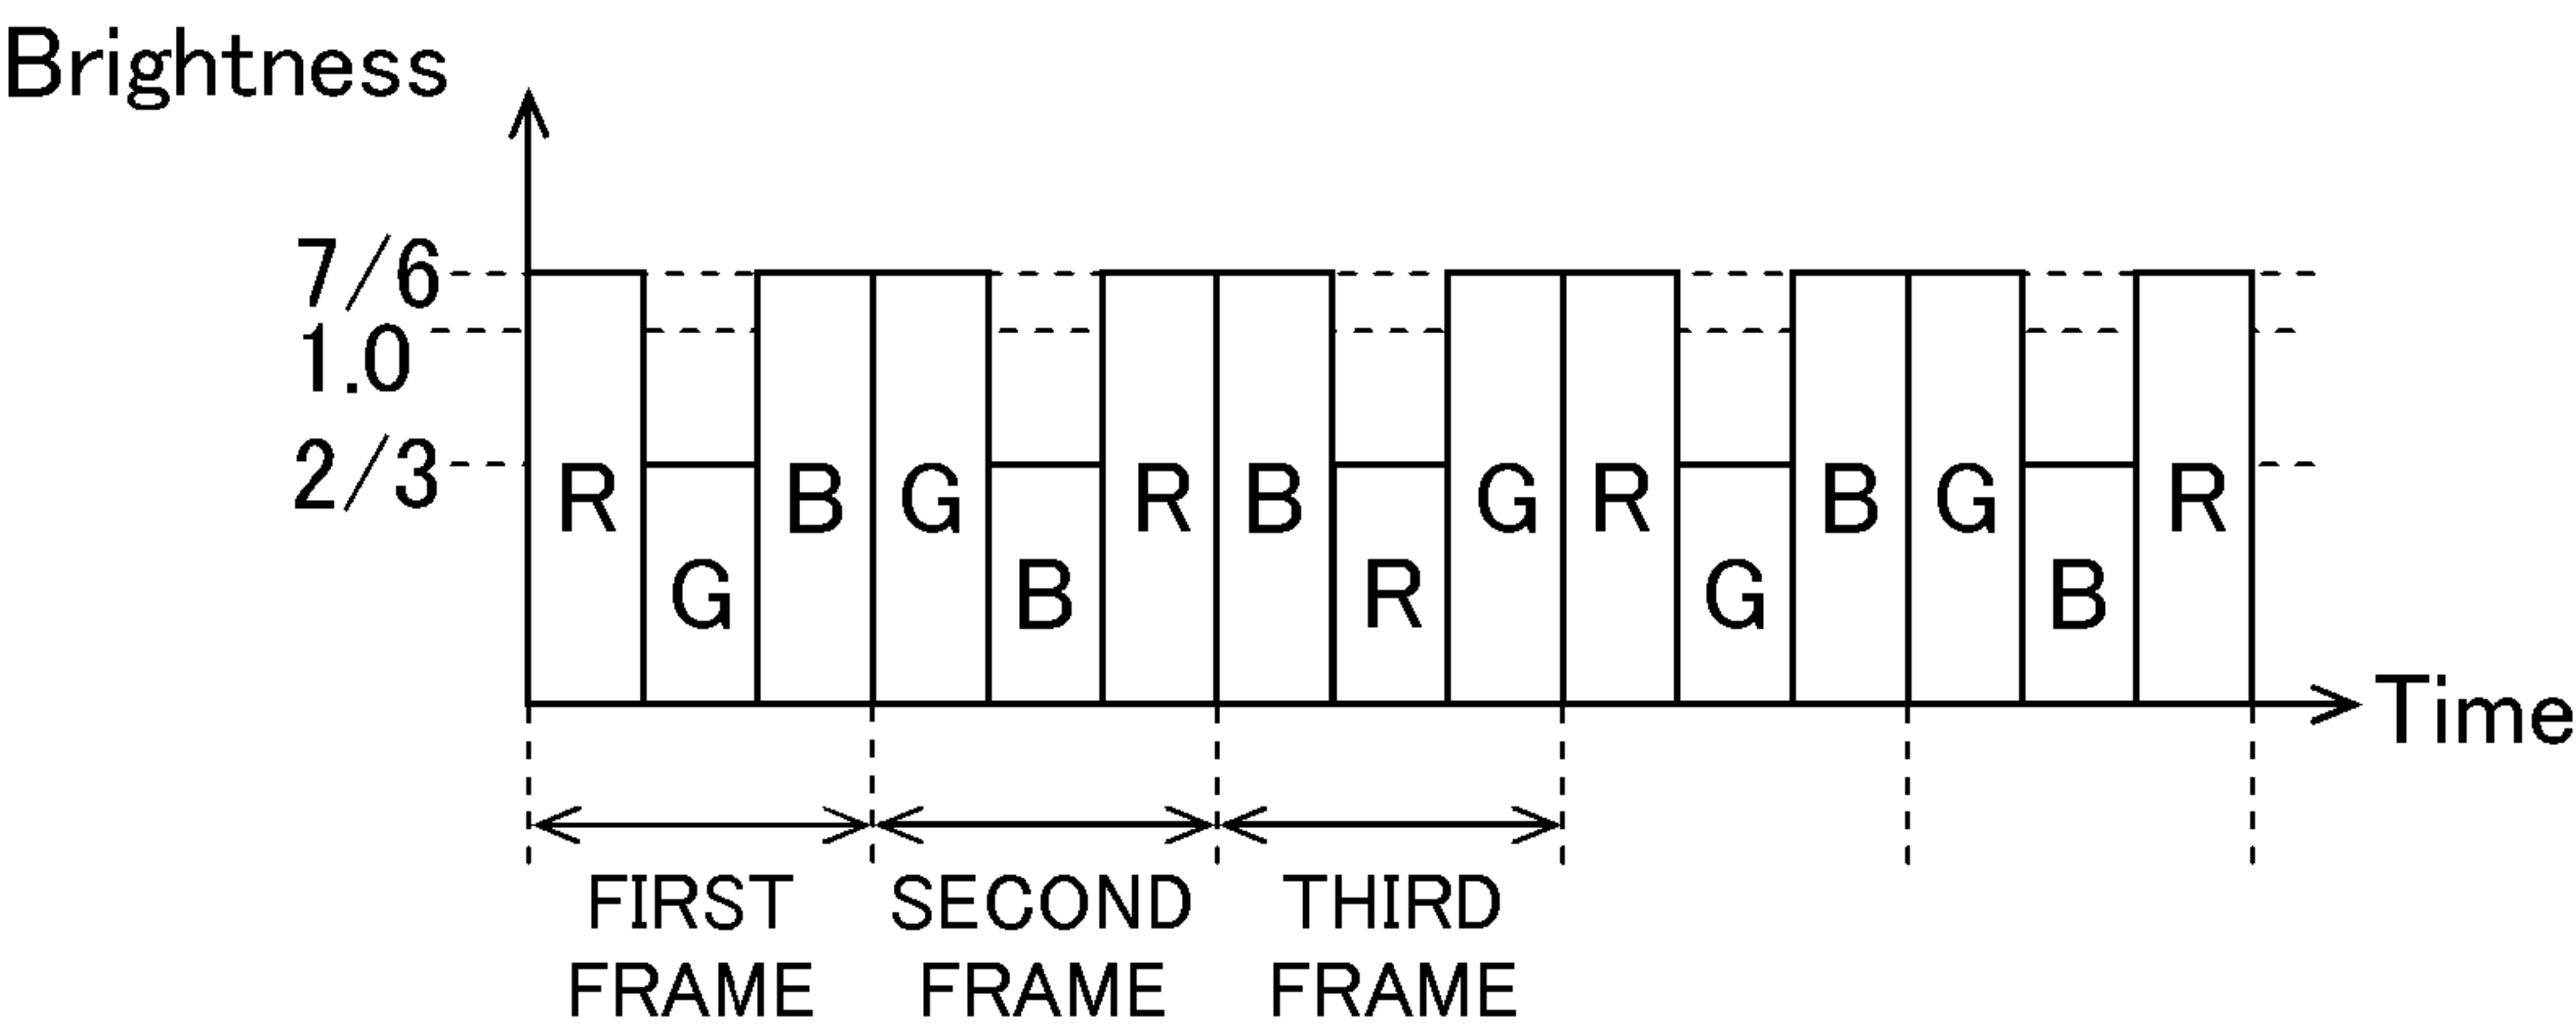 Brightness
7/6
1.0
2/3
R G B G B R B R G R G B G B R
Time
FIRST FRAME
SECOND FRAME
THIRD FRAME